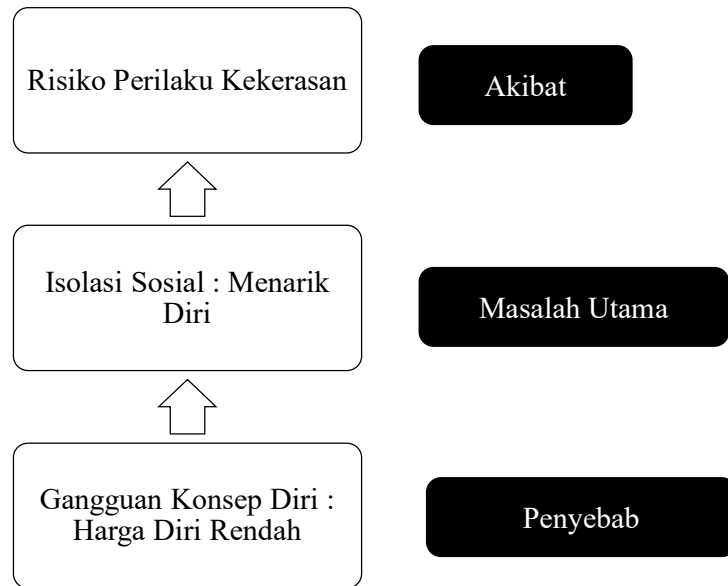 Risiko Perilaku Kekerasan
Akibat
Isolasi Sosial : Menarik
Diri
Masalah Utama
Gangguan Konsep Diri :
Harga Diri Rendah
Penyebab